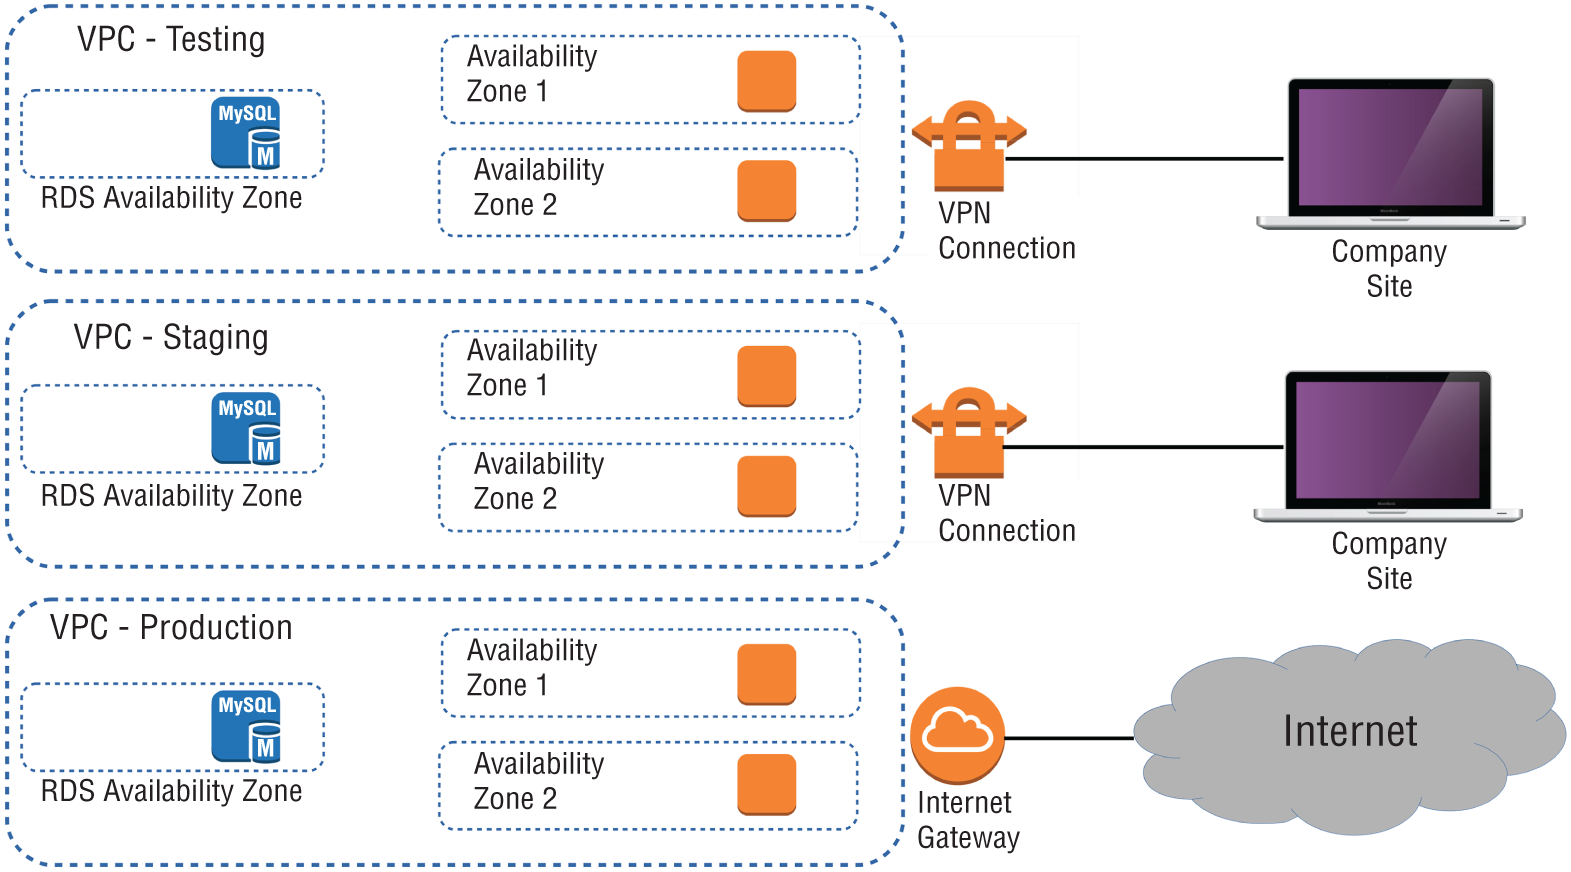 VPC - Testing
MySQL
M
RDS Availability Zone
Availability
Zone 1
Availability
Zone 2
VPN
Connection
Company
Site
VPC - Staging
MySQL
M
RDS Availability Zone
Availability
Zone 1
Availability
Zone 2
VPN
Connection
Company
Site
VPC - Production
MySQL
M
RDS Availability Zone
Availability
Zone 1
Availability
Zone 2
Internet
Gateway
Internet